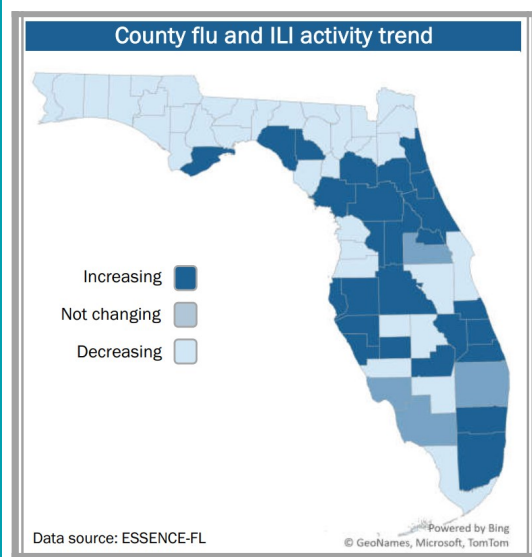 County flu and ILI activity trend
Increasing
Not changing
Decreasing
Powered by Bing
Data source: ESSENCE-FL
© GeoNames, Microsoft, TomTom